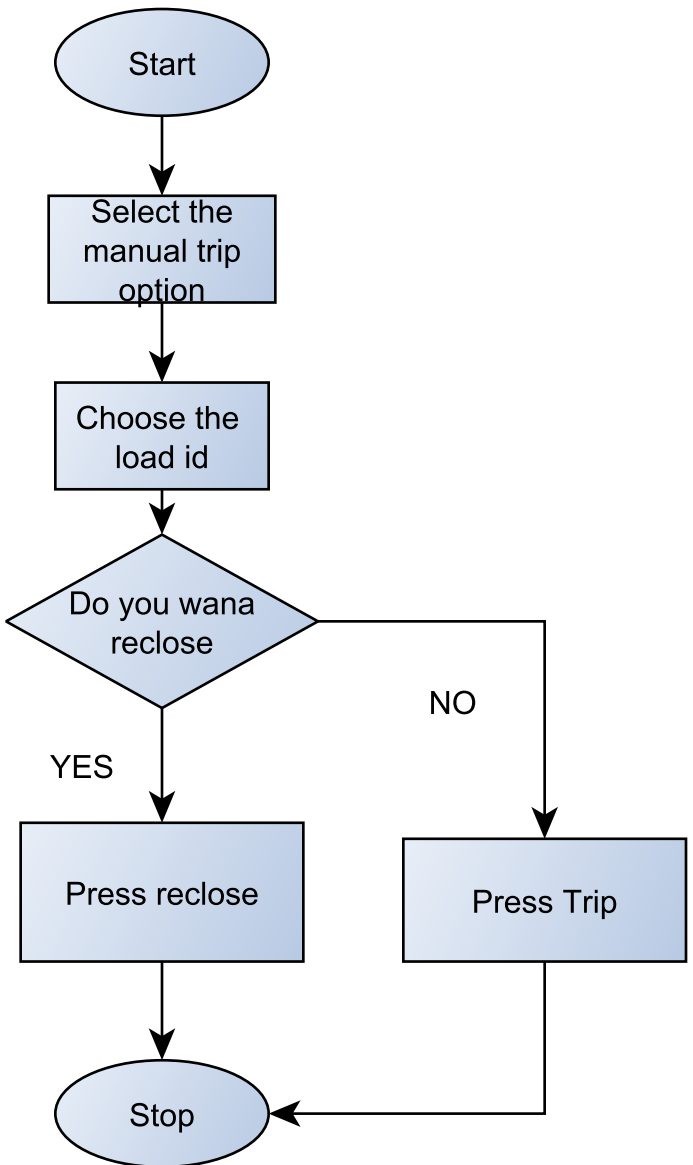 Start
Select the
manual trip
option
Choose the
load id
Do you wana
reclose
NO
YES
Press reclose
Press Trip
Stop